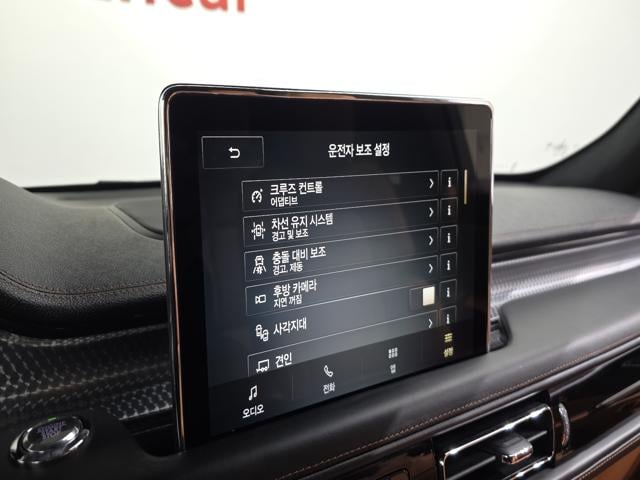 운전자 보조 설정
크루즈 컨트롤
어댑티브
차선 유지 시스템
경고 및 보조
충돌 대비 보조
경고. 제동
후방 카메라
지연 꺼짐
사각지대
견인
오디오
전화
앱
설정